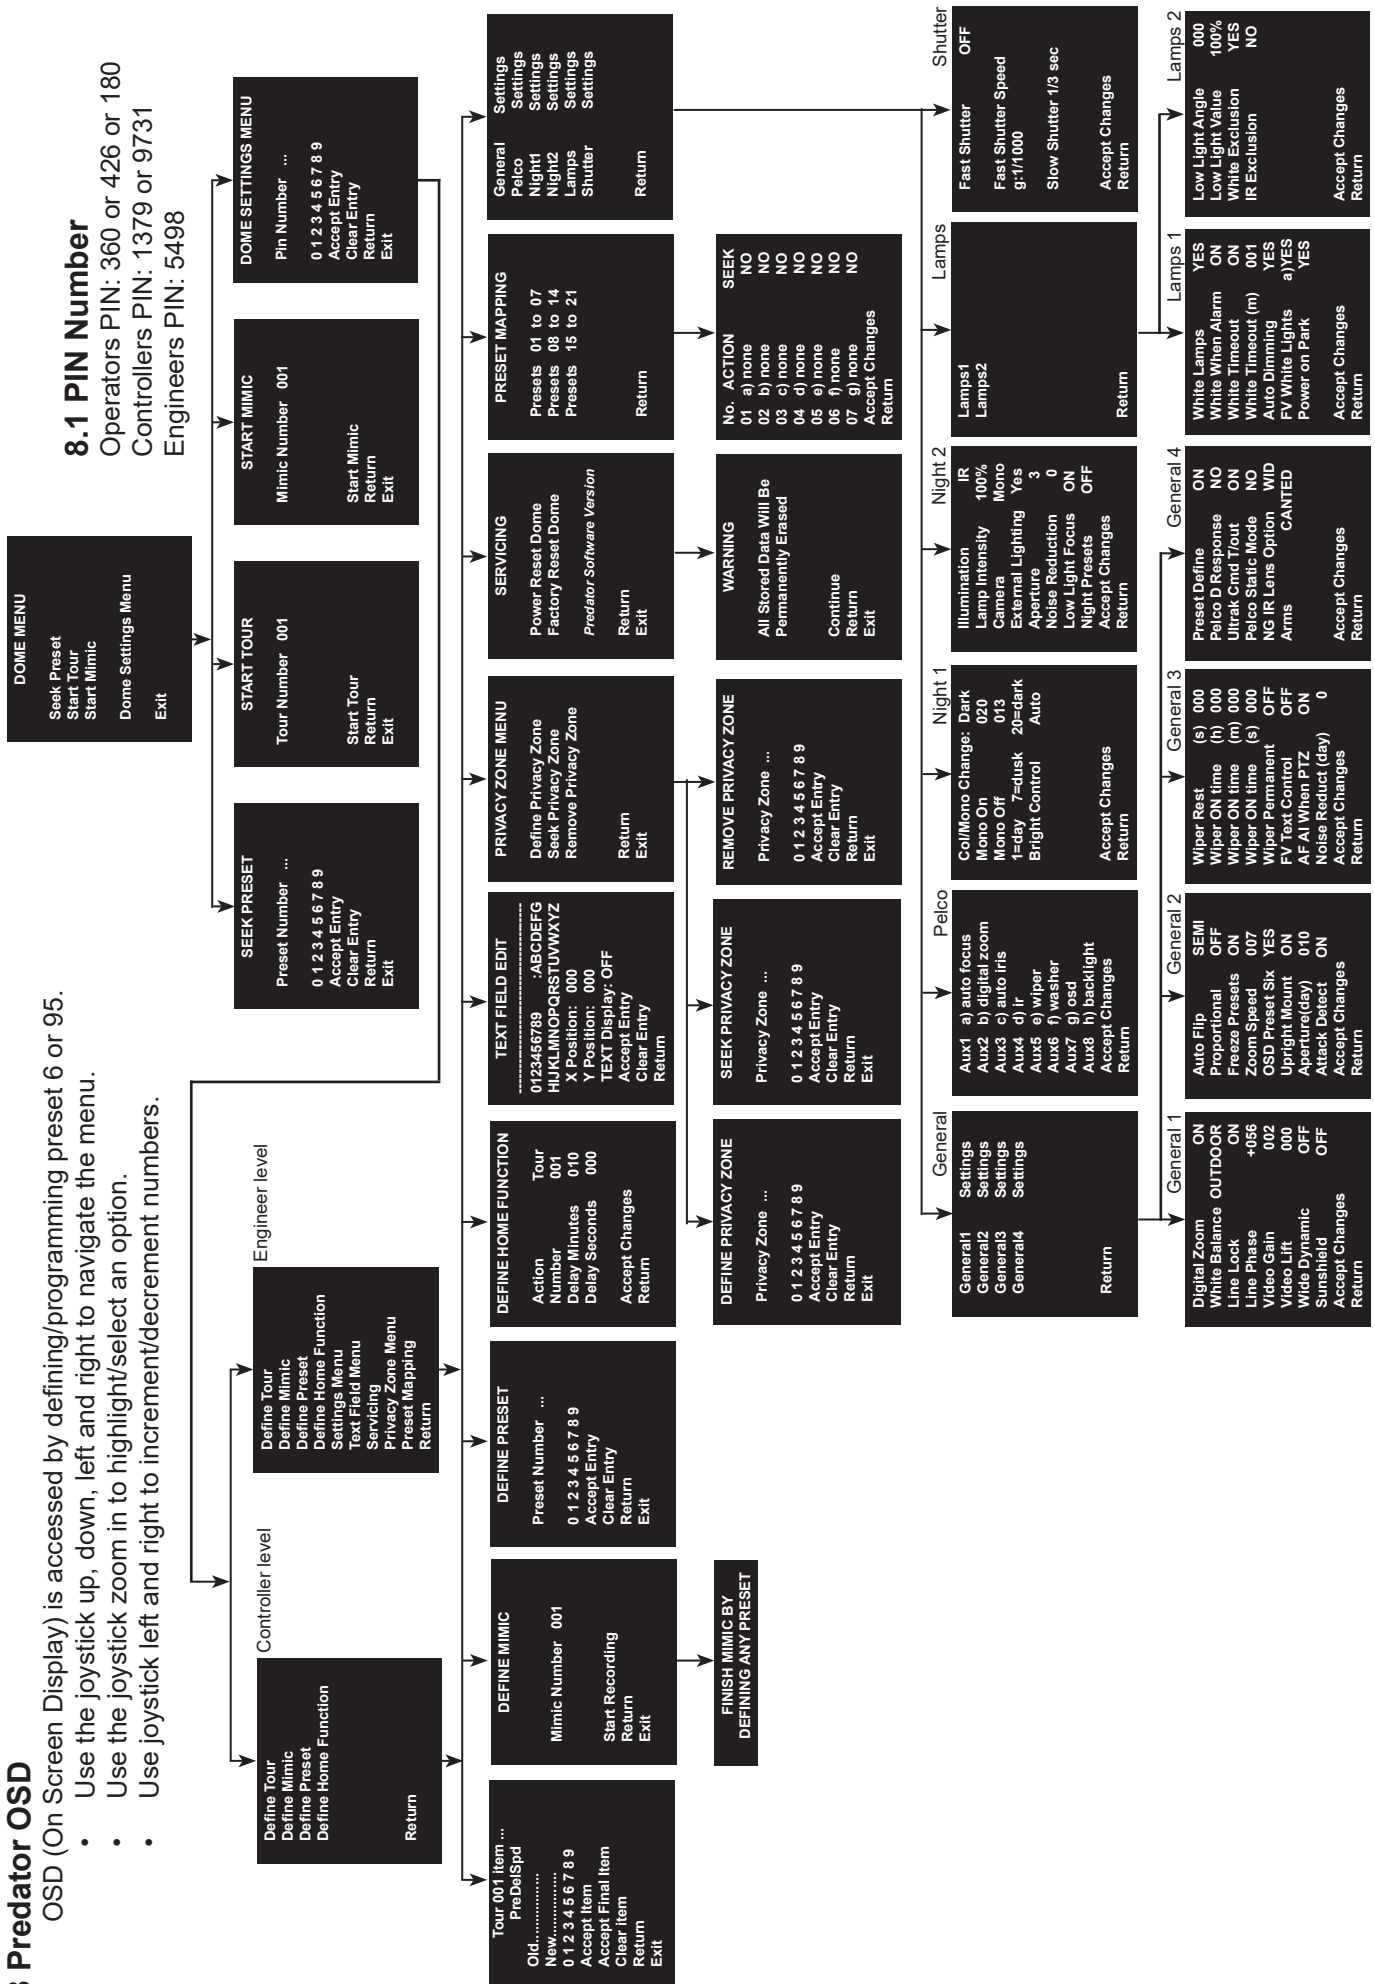 8 Predator OSD
OSD (On Screen Display) is accessed by defining/programming preset 6 or 95.
• Use the joystick up, down, left and right to navigate the menu.
• Use the joystick zoom in to highlight/select an option.
• Use joystick left and right to increment/decrement numbers.
8.1 PIN Number
Operators PIN: 360 or 426 or 180
Controllers PIN: 1379 or 9731
Engineers PIN: 5498
DOME MENU
Seek Preset
Start Tour
Start Mimic
Dome Settings Menu
Exit
SEEK PRESET
Preset Number ...
0 1 2 3 4 5 6 7 8 9
Accept Entry
Clear Entry
Return
Exit
START TOUR
Tour Number 001
Start Tour
Return
Exit
START MIMIC
Mimic Number 001
Start Mimic
Return
Exit
DOME SETTINGS MENU
Pin Number ...
0 1 2 3 4 5 6 7 8 9
Accept Entry
Clear Entry
Return
Exit
Controller level
Define Tour
Define Mimic
Define Preset
Define Home Function
Return
Engineer level
Define Tour
Define Mimic
Define Preset
Define Home Function
Settings Menu
Text Field Menu
Servicing
Privacy Zone Menu
Preset Mapping
Return
Tour 001 item ...
PreDelSpd
Old.................
New.................
0 1 2 3 4 5 6 7 8 9
Accept Item
Accept Final Item
Clear item
Return
Exit
DEFINE MIMIC
Mimic Number 001
Start Recording
Return
Exit
FINISH MIMIC BY
DEFINING ANY PRESET
DEFINE PRESET
Preset Number ...
0 1 2 3 4 5 6 7 8 9
Accept Entry
Clear Entry
Return
Exit
DEFINE HOME FUNCTION
Action Tour
Number 001
Delay Minutes 010
Delay Seconds 000
Accept Changes
Return
TEXT FIELD EDIT
----------------------------------
0123456789 :ABCDEFG
HIJKLMNOPQRSTUVWXYZ
X Position: 000
Y Position: 000
TEXT Display: OFF
Accept Entry
Clear Entry
Return
PRIVACY ZONE MENU
Define Privacy Zone
Seek Privacy Zone
Remove Privacy Zone
Return
Exit
SERVICING
Power Reset Dome
Factory Reset Dome
Predator Software Version
Return
Exit
PRESET MAPPING
Presets 01 to 07
Presets 08 to 14
Presets 15 to 21
Return
General Settings
Pelco Settings
Night1 Settings
Night2 Settings
Lamps Settings
Shutter Settings
Return
DEFINE PRIVACY ZONE
Privacy Zone ...
0 1 2 3 4 5 6 7 8 9
Accept Entry
Clear Entry
Return
Exit
SEEK PRIVACY ZONE
Privacy Zone ...
0 1 2 3 4 5 6 7 8 9
Accept Entry
Clear Entry
Return
Exit
REMOVE PRIVACY ZONE
Privacy Zone ...
0 1 2 3 4 5 6 7 8 9
Accept Entry
Clear Entry
Return
Exit
WARNING
All Stored Data Will Be
Permanently Erased
Continue
Return
Exit
No. ACTION SEEK
01 a) none NO
02 b) none NO
03 c) none NO
04 d) none NO
05 e) none NO
06 f) none NO
07 g) none NO
Accept Changes
Return
General
General1 Settings
General2 Settings
General3 Settings
General4 Settings
Return
Pelco
Aux1 a) auto focus
Aux2 b) digital zoom
Aux3 c) auto iris
Aux4 d) ir
Aux5 e) wiper
Aux6 f) washer
Aux7 g) osd
Aux8 h) backlight
Accept Changes
Return
Night 1
Col/Mono Change: Dark
Mono On 020
Mono Off 013
1=day 7=dusk 20=dark
Bright Control Auto
Accept Changes
Return
Night 2
Illumination IR
Lamp Intensity 100%
Camera Mono
External Lighting Yes
Aperture 3
Noise Reduction 0
Low Light Focus ON
Night Presets OFF
Accept Changes
Return
Lamps
Lamps1
Lamps2
Return
Shutter
Fast Shutter OFF
Fast Shutter Speed
g:1/1000
Slow Shutter 1/3 sec
Accept Changes
Return
General 1
Digital Zoom ON
White Balance OUTDOOR
Line Lock ON
Line Phase +056
Video Gain 002
Video Lift 000
Wide Dynamic OFF
Sunshield OFF
Accept Changes
Return
General 2
Auto Flip SEMI
Proportional OFF
Freeze Presets ON
Zoom Speed 007
OSD Preset Six YES
Upright Mount ON
Aperture(day) 010
Attack Detect ON
Accept Changes
Return
General 3
Wiper Rest (s) 000
Wiper ON time (h) 000
Wiper ON time (m) 000
Wiper ON time (s) 000
Wiper Permanent OFF
FV Text Control OFF
AF AI When PTZ ON
Noise Reduct (day) 0
Accept Changes
Return
General 4
Preset Define ON
Pelco D Response NO
Ultrak Cmd Trout ON
Pelco Static Mode NO
NG IR Lens Option WID
Arms CANTED
Accept Changes
Return
Lamps 1
White Lamps YES
White When Alarm ON
White Timeout ON
White Timeout (m) 001
Auto Dimming YES
FV White Lights a)YES
Power on Park YES
Accept Changes
Return
Lamps 2
Low Light Angle 000
Low Light Value 100%
White Exclusion YES
IR Exclusion NO
Accept Changes
Return